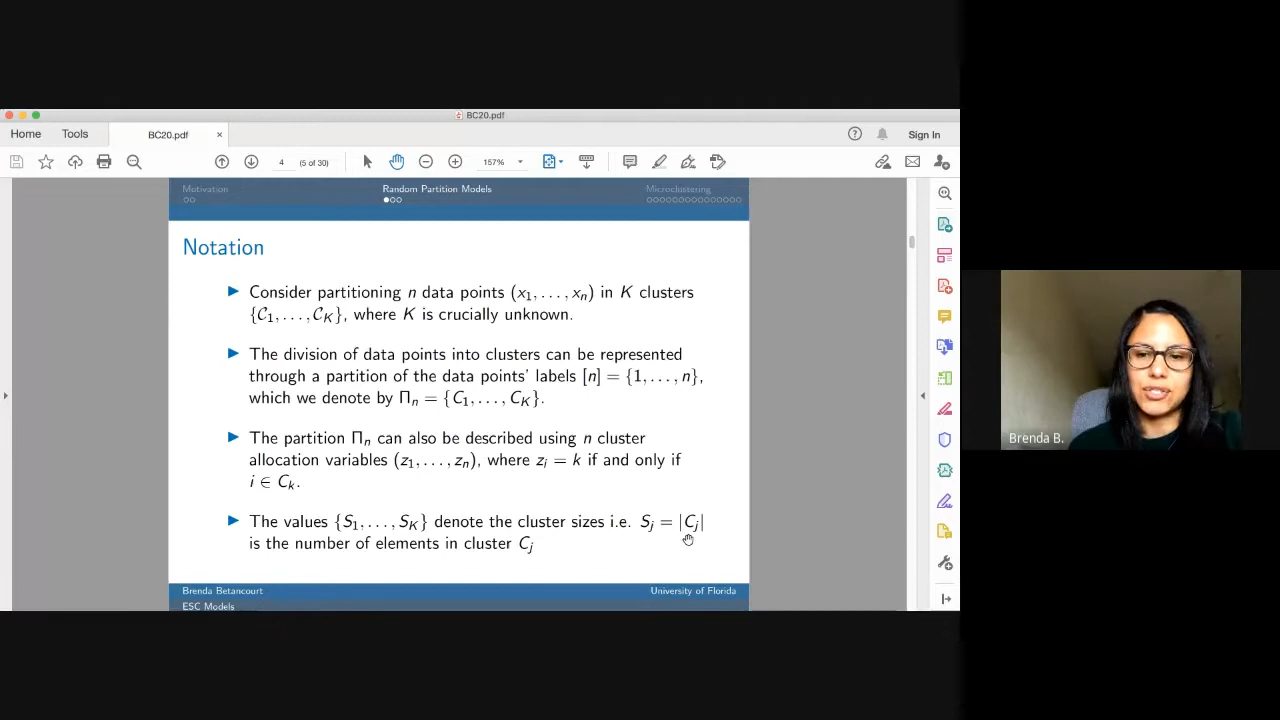 BC20.pdf
Home Tools BC20.pdf × Sign In
4 (5 of 30) 157%
Motivation Random Partition Models Microclustering
Notation
▶ Consider partitioning n data points (x₁, . . . , xₙ) in K clusters
{𝒞₁, . . . , 𝒞_K}, where K is crucially unknown.
▶ The division of data points into clusters can be represented
through a partition of the data points' labels [n] = {1, . . . , n},
which we denote by Πₙ = {C₁, . . . , C_K}.
▶ The partition Πₙ can also be described using n cluster
allocation variables (z₁, . . . , zₙ), where zᵢ = k if and only if
i ∈ Cₖ.
▶ The values {S₁, . . . , S_K} denote the cluster sizes i.e. Sⱼ = |Cⱼ|
is the number of elements in cluster Cⱼ
Brenda Betancourt University of Florida
ESC Models
Brenda B.